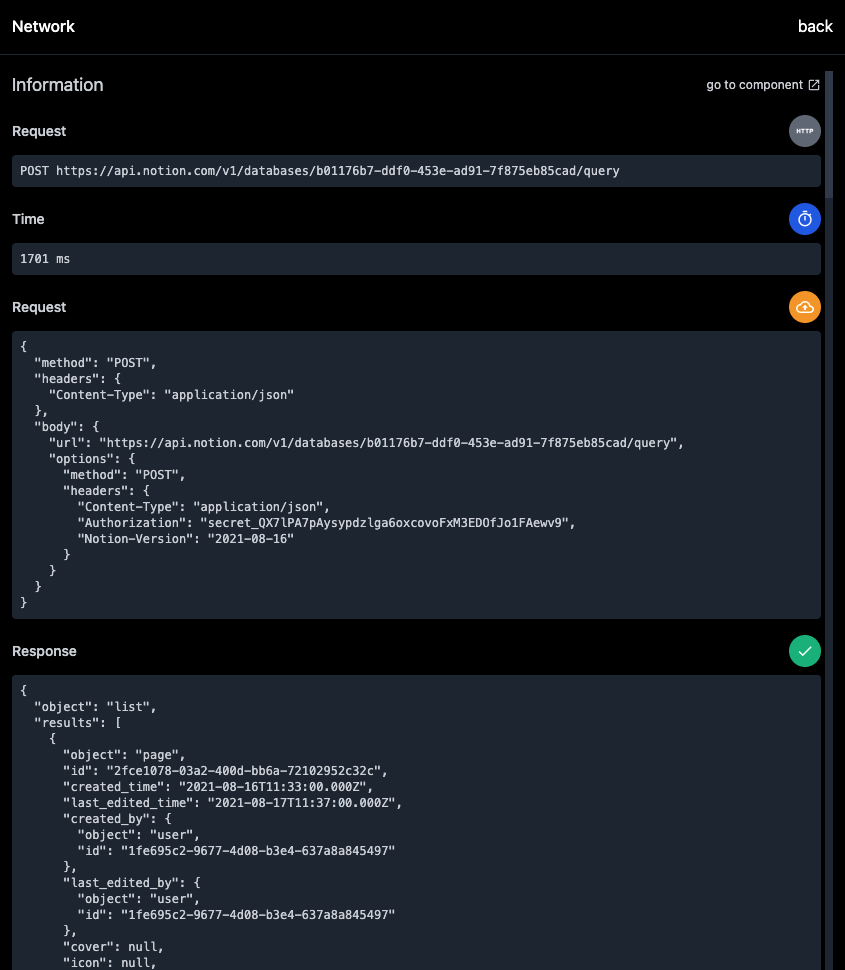 Network
back
Information
go to component
Request
HTTP
POST https://api.notion.com/v1/databases/b01176b7-ddf0-453e-ad91-7f875eb85cad/query
Time
1701 ms
Request
{
  "method": "POST",
  "headers": {
    "Content-Type": "application/json"
  },
  "body": {
    "url": "https://api.notion.com/v1/databases/b01176b7-ddf0-453e-ad91-7f875eb85cad/query",
    "options": {
      "method": "POST",
      "headers": {
        "Content-Type": "application/json",
        "Authorization": "secret_QX7lPA7pAysypdzlga6oxcovoFxM3EDOfJo1FAewv9",
        "Notion-Version": "2021-08-16"
      }
    }
  }
}
Response
{
  "object": "list",
  "results": [
    {
      "object": "page",
      "id": "2fce1078-03a2-400d-bb6a-72102952c32c",
      "created_time": "2021-08-16T11:33:00.000Z",
      "last_edited_time": "2021-08-17T11:37:00.000Z",
      "created_by": {
        "object": "user",
        "id": "1fe695c2-9677-4d08-b3e4-637a8a845497"
      },
      "last_edited_by": {
        "object": "user",
        "id": "1fe695c2-9677-4d08-b3e4-637a8a845497"
      },
      "cover": null,
      "icon": null,